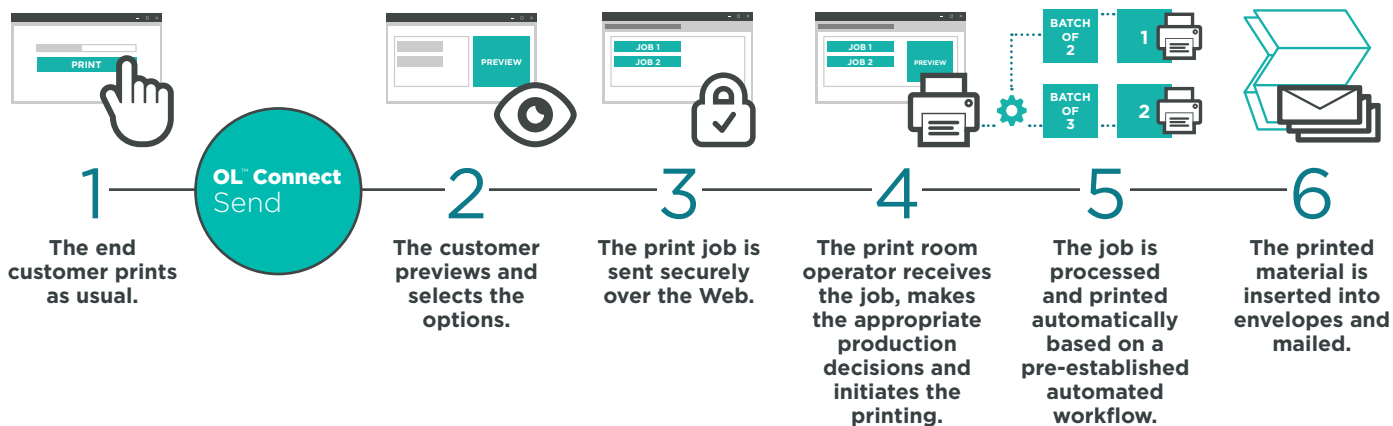 PRINT
PREVIEW
JOB 1
JOB 2
JOB 1
JOB 2
PREVIEW
BATCH
OF
2
1
BATCH
OF
3
2
OL™ Connect
Send
1
The end
customer prints
as usual.
2
The customer
previews and
selects the
options.
3
The print job is
sent securely
over the Web.
4
The print room
operator receives
the job, makes
the appropriate
production
decisions and
initiates the
printing.
5
The job is
processed
and printed
automatically
based on a
pre-established
automated
workflow.
6
The printed
material is
inserted into
envelopes and
mailed.